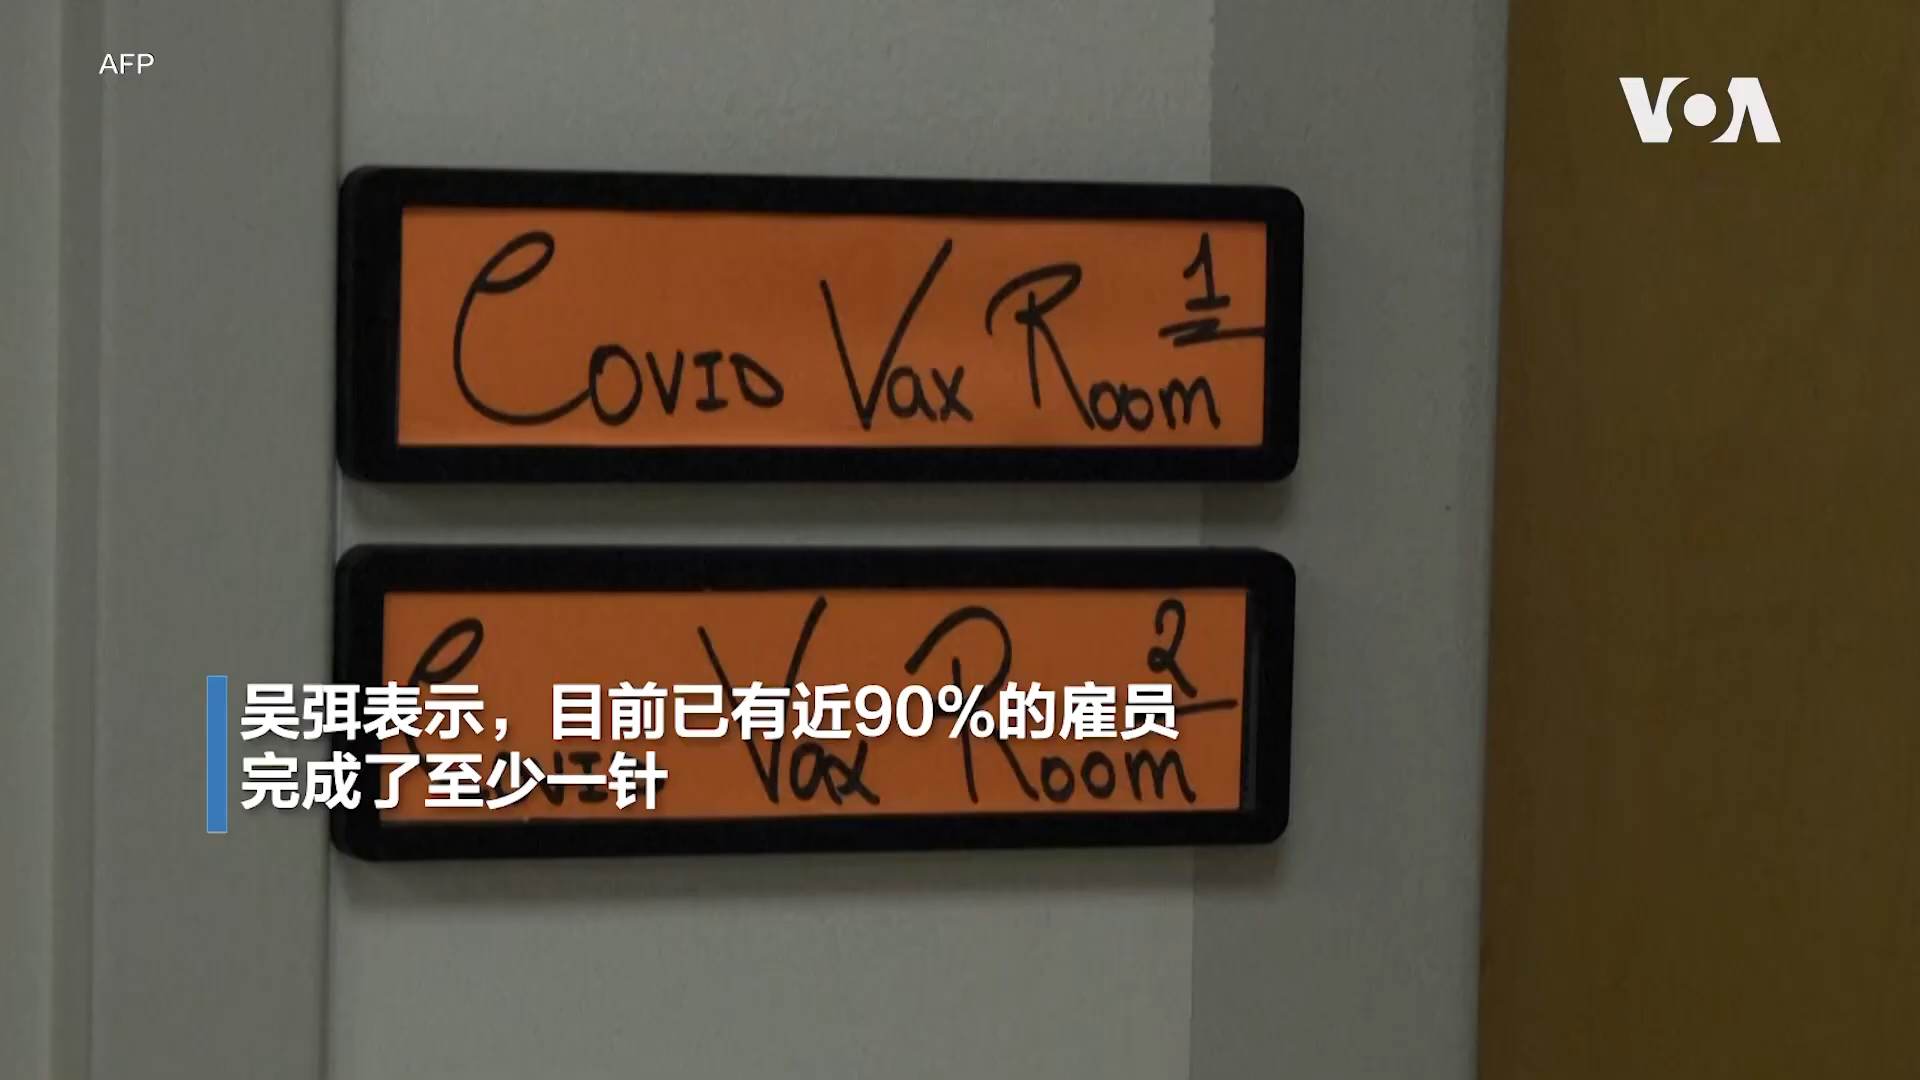 AFP
VOA
Covid Vax Room 1
Covid Vax Room 2
吴弭表示，目前已有近90%的雇员
完成了至少一针